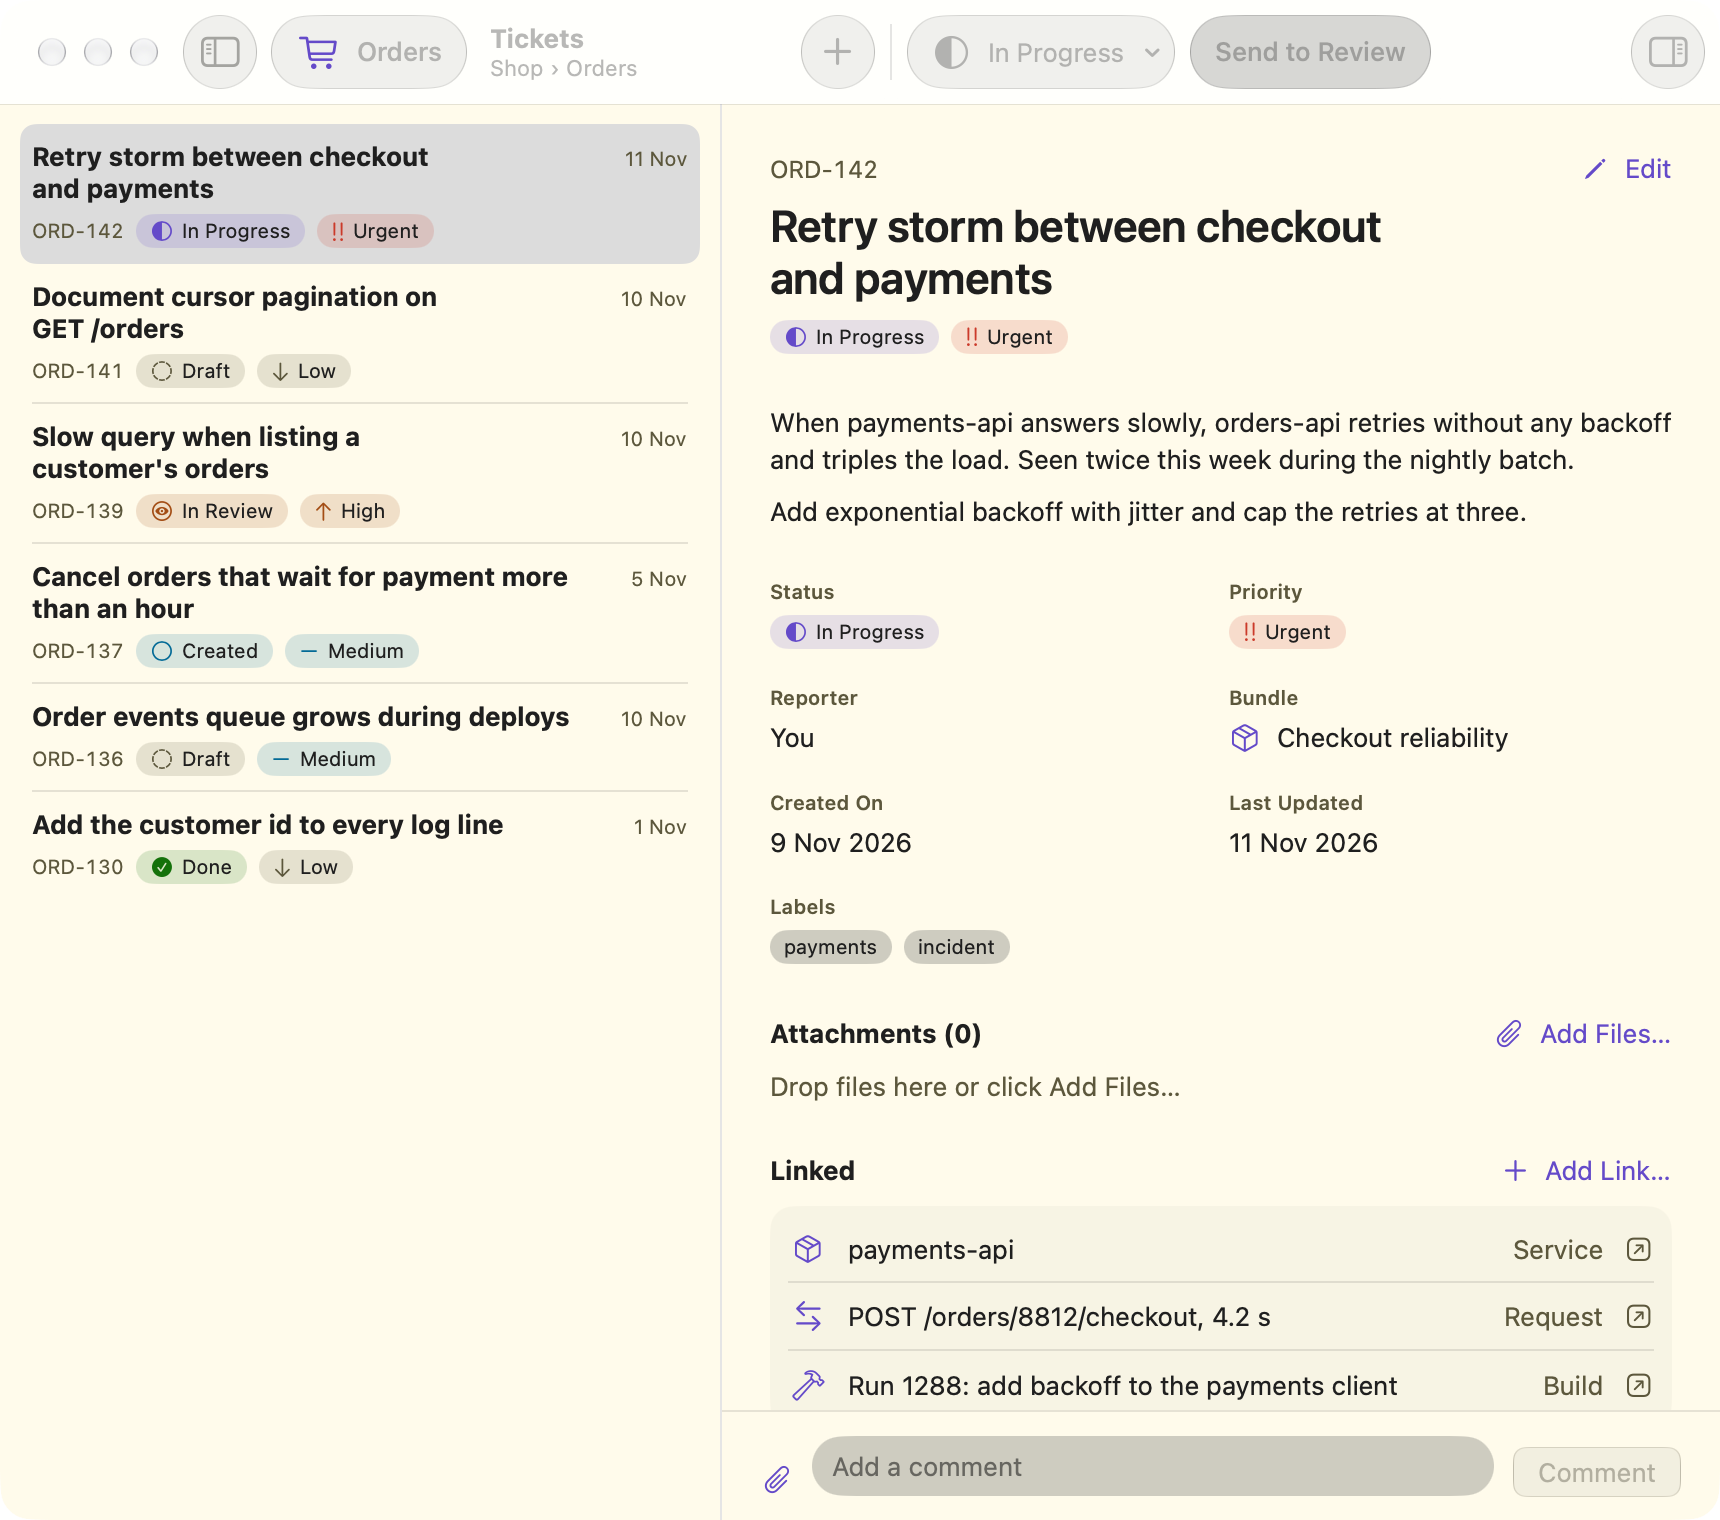 Orders
Tickets
Shop › Orders
In Progress
Send to Review
Retry storm between checkout
and payments
11 Nov
ORD-142
In Progress
!! Urgent
Document cursor pagination on
GET /orders
10 Nov
ORD-141
Draft
Low
Slow query when listing a
customer's orders
10 Nov
ORD-139
In Review
High
Cancel orders that wait for payment more
than an hour
5 Nov
ORD-137
Created
Medium
Order events queue grows during deploys
10 Nov
ORD-136
Draft
Medium
Add the customer id to every log line
1 Nov
ORD-130
Done
Low
ORD-142
Edit
Retry storm between checkout
and payments
In Progress
!! Urgent
When payments-api answers slowly, orders-api retries without any backoff
and triples the load. Seen twice this week during the nightly batch.
Add exponential backoff with jitter and cap the retries at three.
Status
In Progress
Priority
!! Urgent
Reporter
You
Bundle
Checkout reliability
Created On
9 Nov 2026
Last Updated
11 Nov 2026
Labels
payments
incident
Attachments (0)
Add Files...
Drop files here or click Add Files...
Linked
Add Link...
payments-api
Service
POST /orders/8812/checkout, 4.2 s
Request
Run 1288: add backoff to the payments client
Build
Add a comment
Comment